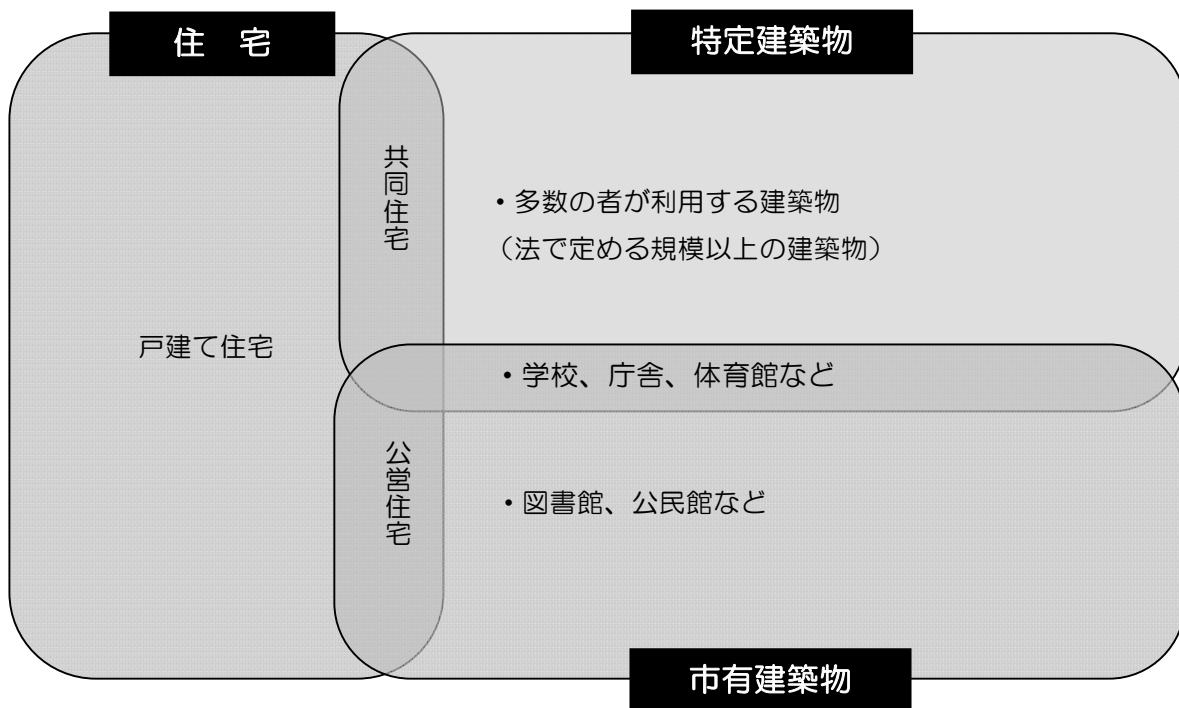 住　宅
特定建築物
共同住宅
・多数の者が利用する建築物
（法で定める規模以上の建築物）
戸建て住宅
・学校、庁舎、体育館など
公営住宅
・図書館、公民館など
市有建築物